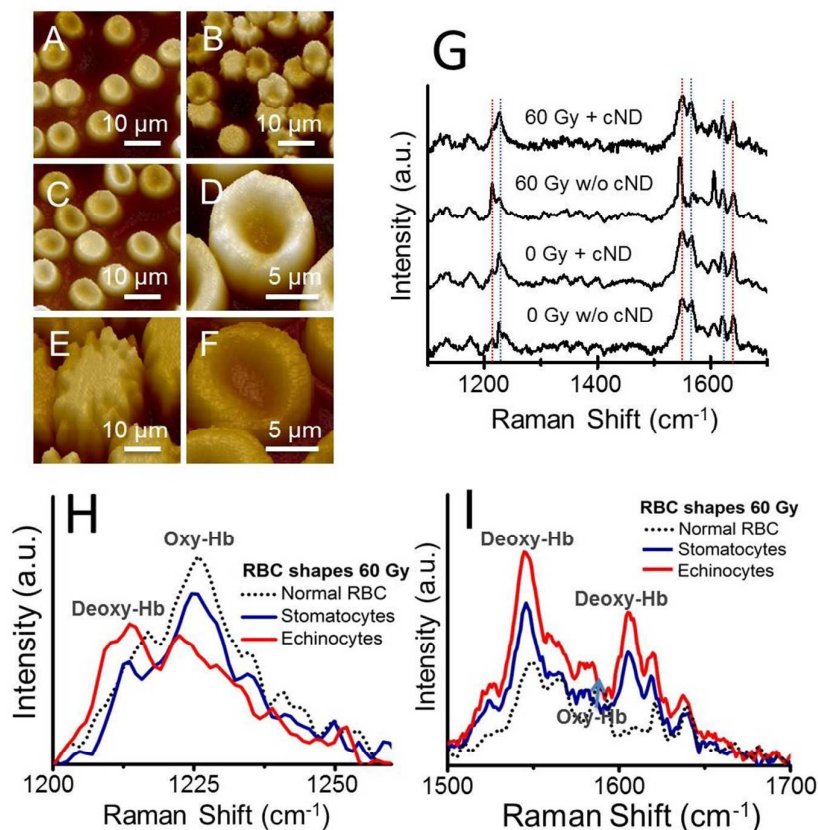 A
B
10 µm
10 µm
C
D
10 µm
5 µm
E
F
10 µm
5 µm
G
60 Gy + cND
60 Gy w/o cND
0 Gy + cND
0 Gy w/o cND
Intensity (a.u.)
1200
1400
1600
Raman Shift (cm-1)
H
Oxy-Hb
Deoxy-Hb
RBC shapes 60 Gy
Normal RBC
Stomatocytes
Echinocytes
Intensity (a.u.)
1200
1225
1250
Raman Shift (cm-1)
I
RBC shapes 60 Gy
Normal RBC
Stomatocytes
Echinocytes
Deoxy-Hb
Deoxy-Hb
Oxy-Hb
Intensity (a.u.)
1500
1600
1700
Raman Shift (cm-1)